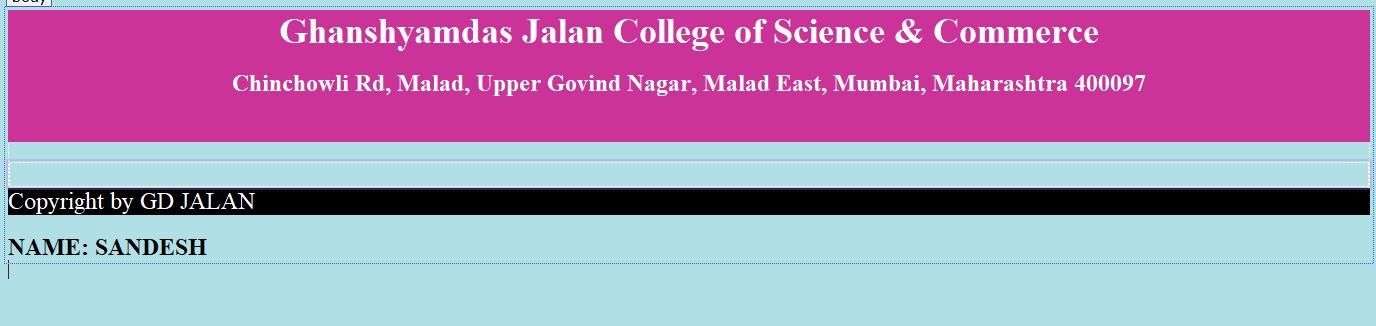 body
Ghanshyamdas Jalan College of Science & Commerce
Chinchowli Rd, Malad, Upper Govind Nagar, Malad East, Mumbai, Maharashtra 400097
Copyright by GD JALAN
NAME: SANDESH